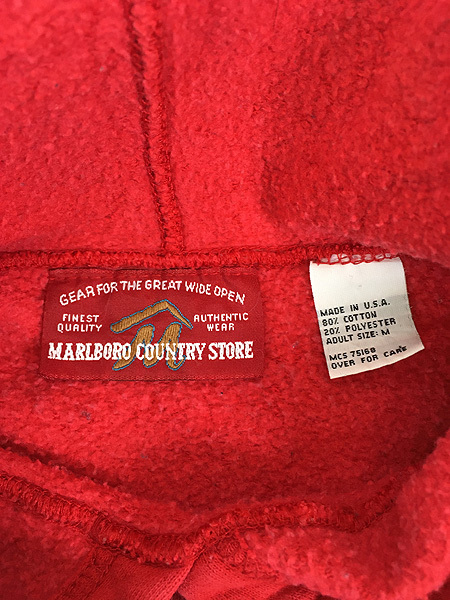 GEAR FOR THE GREAT WIDE OPEN
FINEST QUALITY
AUTHENTIC WEAR
M
MARLBORO COUNTRY STORE
MADE IN U.S.A.
80% COTTON
20% POLYESTER
ADULT SIZE: M
MCS 75168
OVER FOR CARE